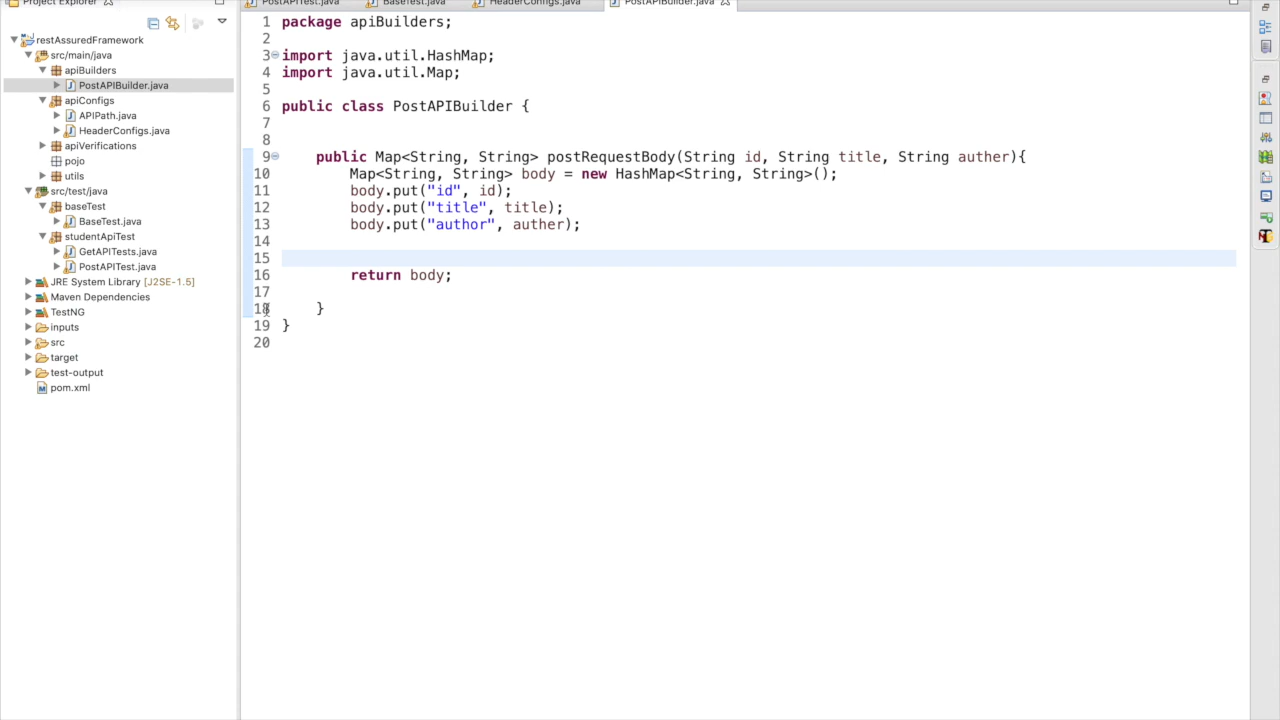 Project Explorer
PostAPITest.java
BaseTest.java
HeaderConfigs.java
PostAPIBuilder.java
restAssuredFramework
src/main/java
apiBuilders
PostAPIBuilder.java
apiConfigs
APIPath.java
HeaderConfigs.java
apiVerifications
pojo
utils
src/test/java
baseTest
BaseTest.java
studentApiTest
GetAPITests.java
PostAPITest.java
JRE System Library [J2SE-1.5]
Maven Dependencies
TestNG
inputs
src
target
test-output
pom.xml
1 package apiBuilders;
2
3 import java.util.HashMap;
4 import java.util.Map;
5
6 public class PostAPIBuilder {
7
8
9 public Map<String, String> postRequestBody(String id, String title, String auther){
10 Map<String, String> body = new HashMap<String, String>();
11 body.put("id", id);
12 body.put("title", title);
13 body.put("author", auther);
14
15
16 return body;
17
18 }
19 }
20